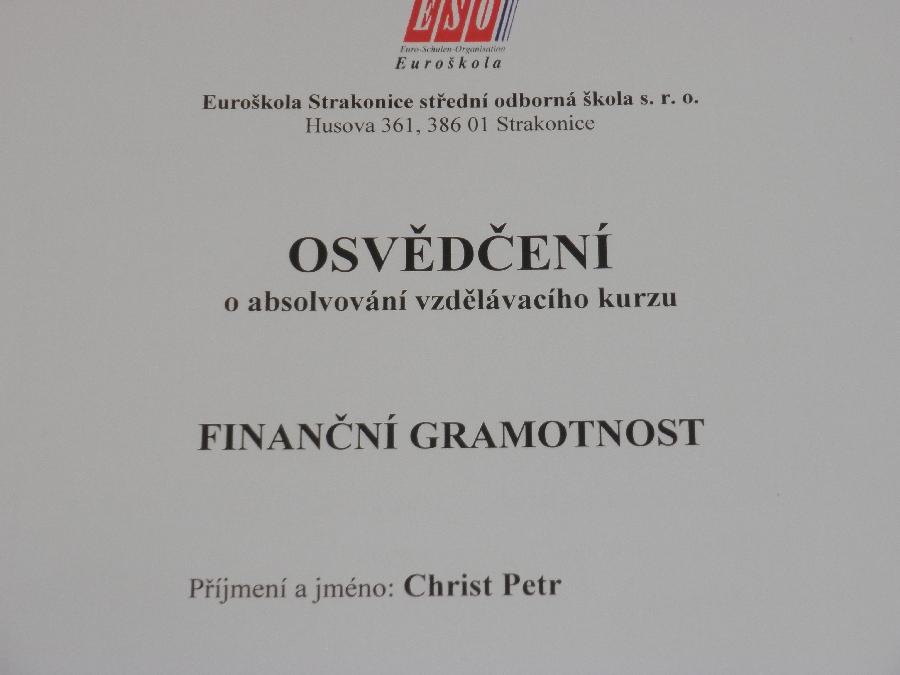 ESO
Euro-Schulen-Organisation
Euroškola
Euroškola Strakonice střední odborná škola s. r. o.
Husova 361, 386 01 Strakonice
OSVĚDČENÍ
o absolvování vzdělávacího kurzu
FINANČNÍ GRAMOTNOST
Příjmení a jméno: Christ Petr